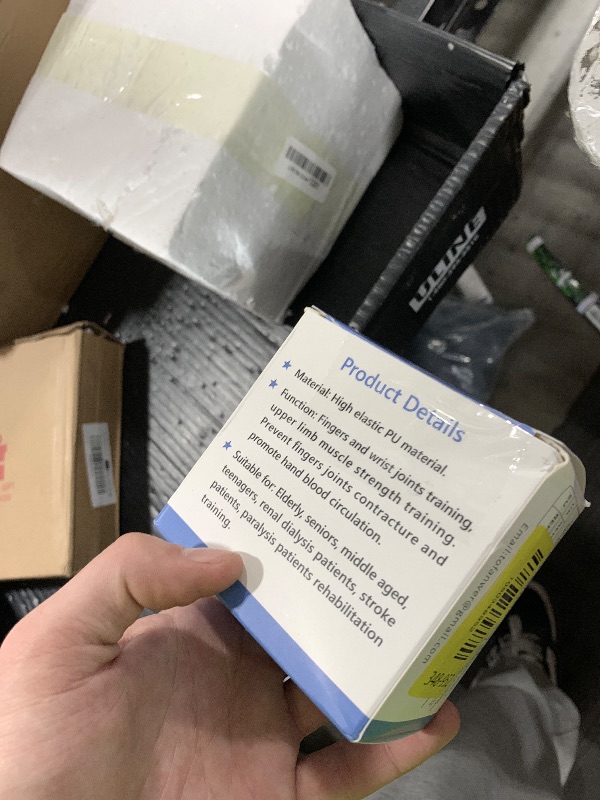 Product Details
★ Material: High elastic PU material.
★ Function: Fingers and wrist joints training,
upper limb muscle strength training.
Prevent fingers joints contracture and
promote hand blood circulation.
★ Suitable for: Elderly, seniors, middle aged,
teenagers, renal dialysis patients, stroke
patients, paralysis patients rehabilitation
training.